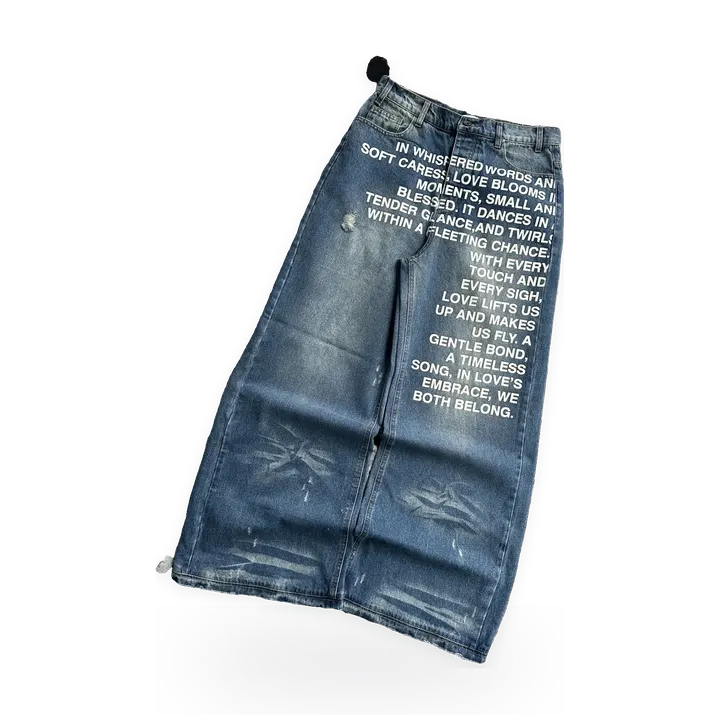 IN WHISPERED WORDS AN
SOFT CARESS, LOVE BLOOMS I
MOMENTS, SMALL AN
BLESSED. IT DANCES IN
TENDER GLANCE,AND TWIRLS
WITHIN A FLEETING CHANCE.
WITH EVERY
TOUCH AND
EVERY SIGH,
LOVE LIFTS US
UP AND MAKES
US FLY. A
GENTLE BOND,
A TIMELESS
SONG, IN LOVE'S
EMBRACE, WE
BOTH BELONG.